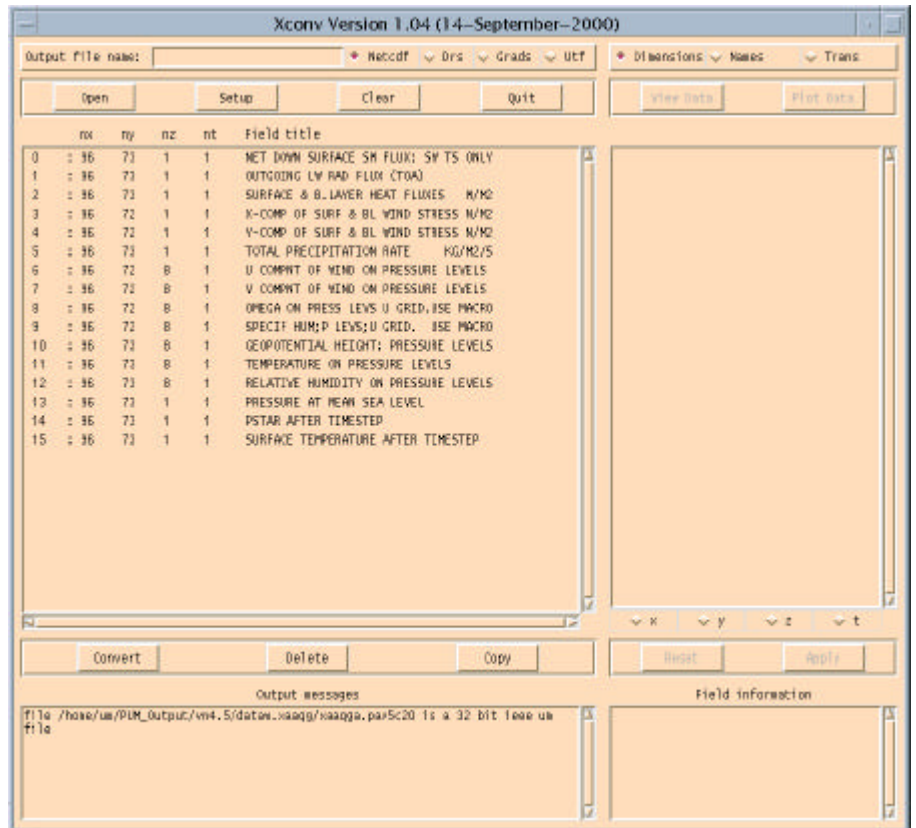 Xconv Version 1.04 (14-September-2000)
Output file name: Netcdf Drs Grads Utf Dimensions Names Trans
Open Setup Clear Quit View Data Plot Data
nx ny nz nt Field title
0 : 96 73 1 1 NET DOWN SURFACE SW FLUX: SW TS ONLY
1 : 96 73 1 1 OUTGOING LW RAD FLUX (TOA)
2 : 96 73 1 1 SURFACE & B.LAYER HEAT FLUXES W/M2
3 : 96 72 1 1 X-COMP OF SURF & BL WIND STRESS N/M2
4 : 96 72 1 1 Y-COMP OF SURF & BL WIND STRESS N/M2
5 : 96 73 1 1 TOTAL PRECIPITATION RATE KG/M2/S
6 : 96 72 8 1 U COMPNT OF WIND ON PRESSURE LEVELS
7 : 96 72 8 1 V COMPNT OF WIND ON PRESSURE LEVELS
8 : 96 72 8 1 OMEGA ON PRESS LEVS U GRID.USE MACRO
9 : 96 72 8 1 SPECIF HUM;P LEVS;U GRID. USE MACRO
10 : 96 73 8 1 GEOPOTENTIAL HEIGHT: PRESSURE LEVELS
11 : 96 73 8 1 TEMPERATURE ON PRESSURE LEVELS
12 : 96 73 8 1 RELATIVE HUMIDITY ON PRESSURE LEVELS
13 : 96 73 1 1 PRESSURE AT MEAN SEA LEVEL
14 : 96 73 1 1 PSTAR AFTER TIMESTEP
15 : 96 73 1 1 SURFACE TEMPERATURE AFTER TIMESTEP
x y z t
Convert Delete Copy Reset Apply
Output messages Field information
file /home/um/PUM_Output/vn4.5/datam.xaaqg/xaaqga.pax5c20 is a 32 bit ieee um
file